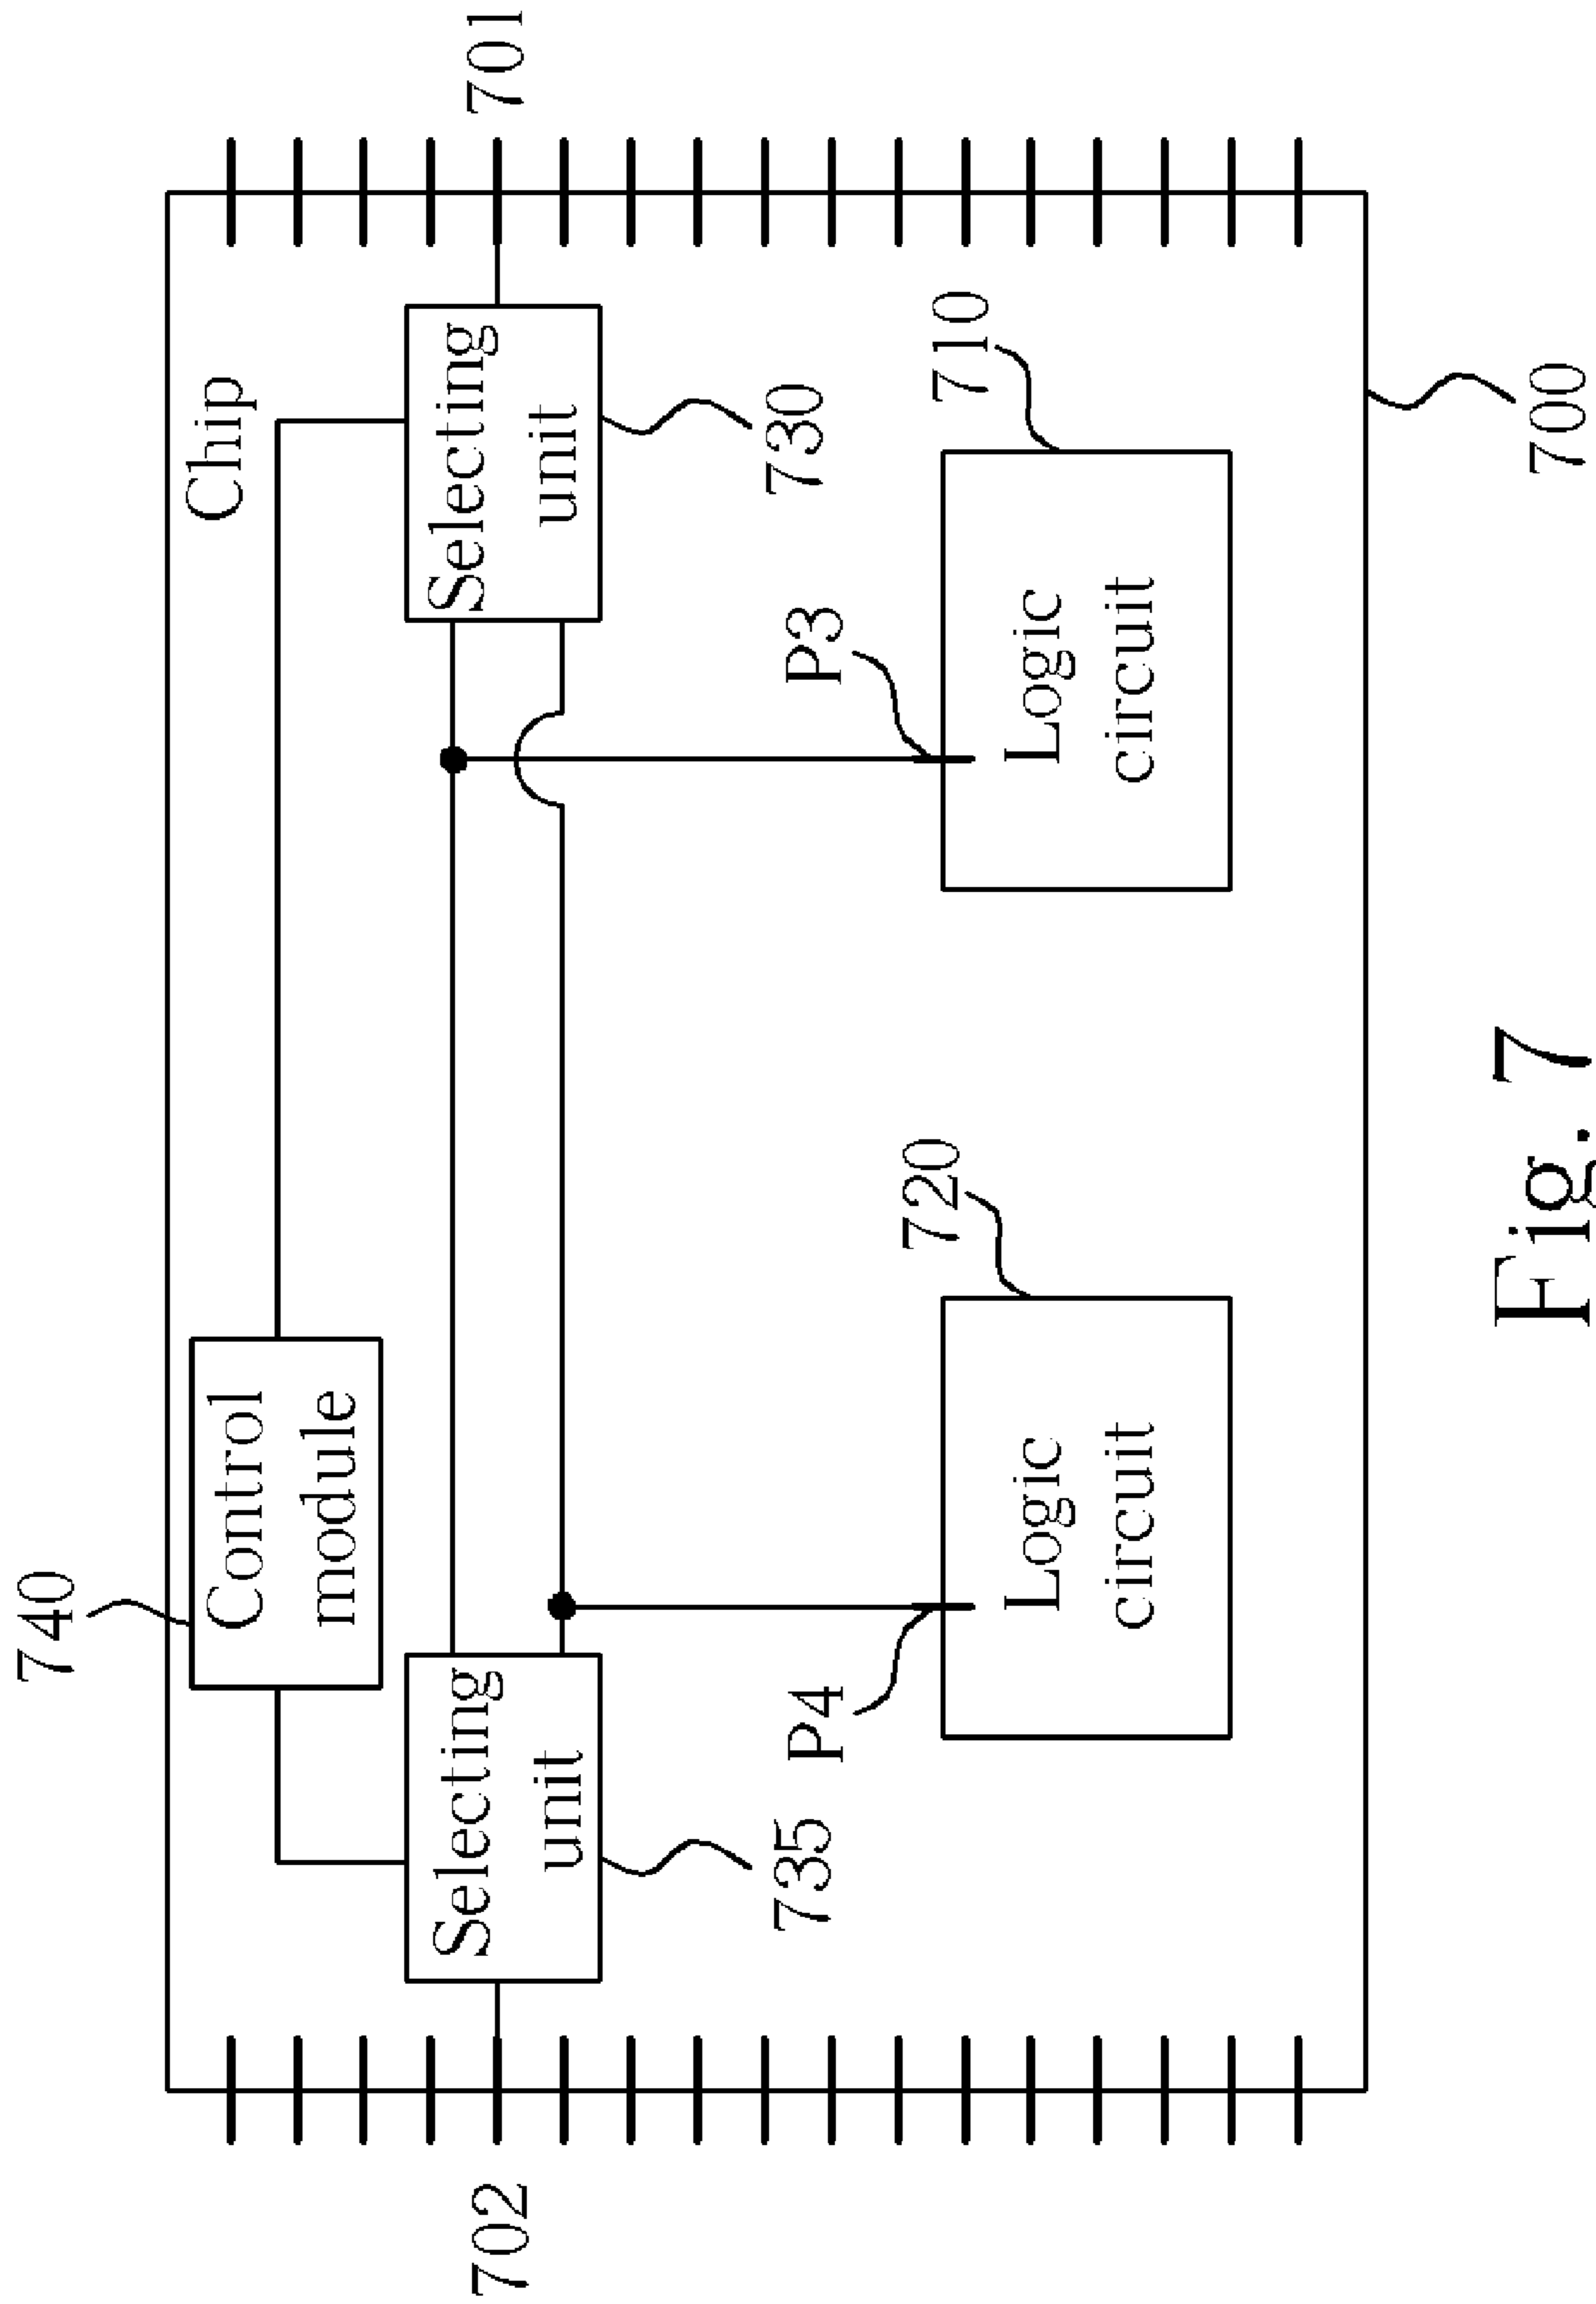 740
Control
module
Chip
702
Selecting
unit
Selecting
unit
701
735
P4
P3
730
720
710
Logic
circuit
Logic
circuit
700
Fig. 7